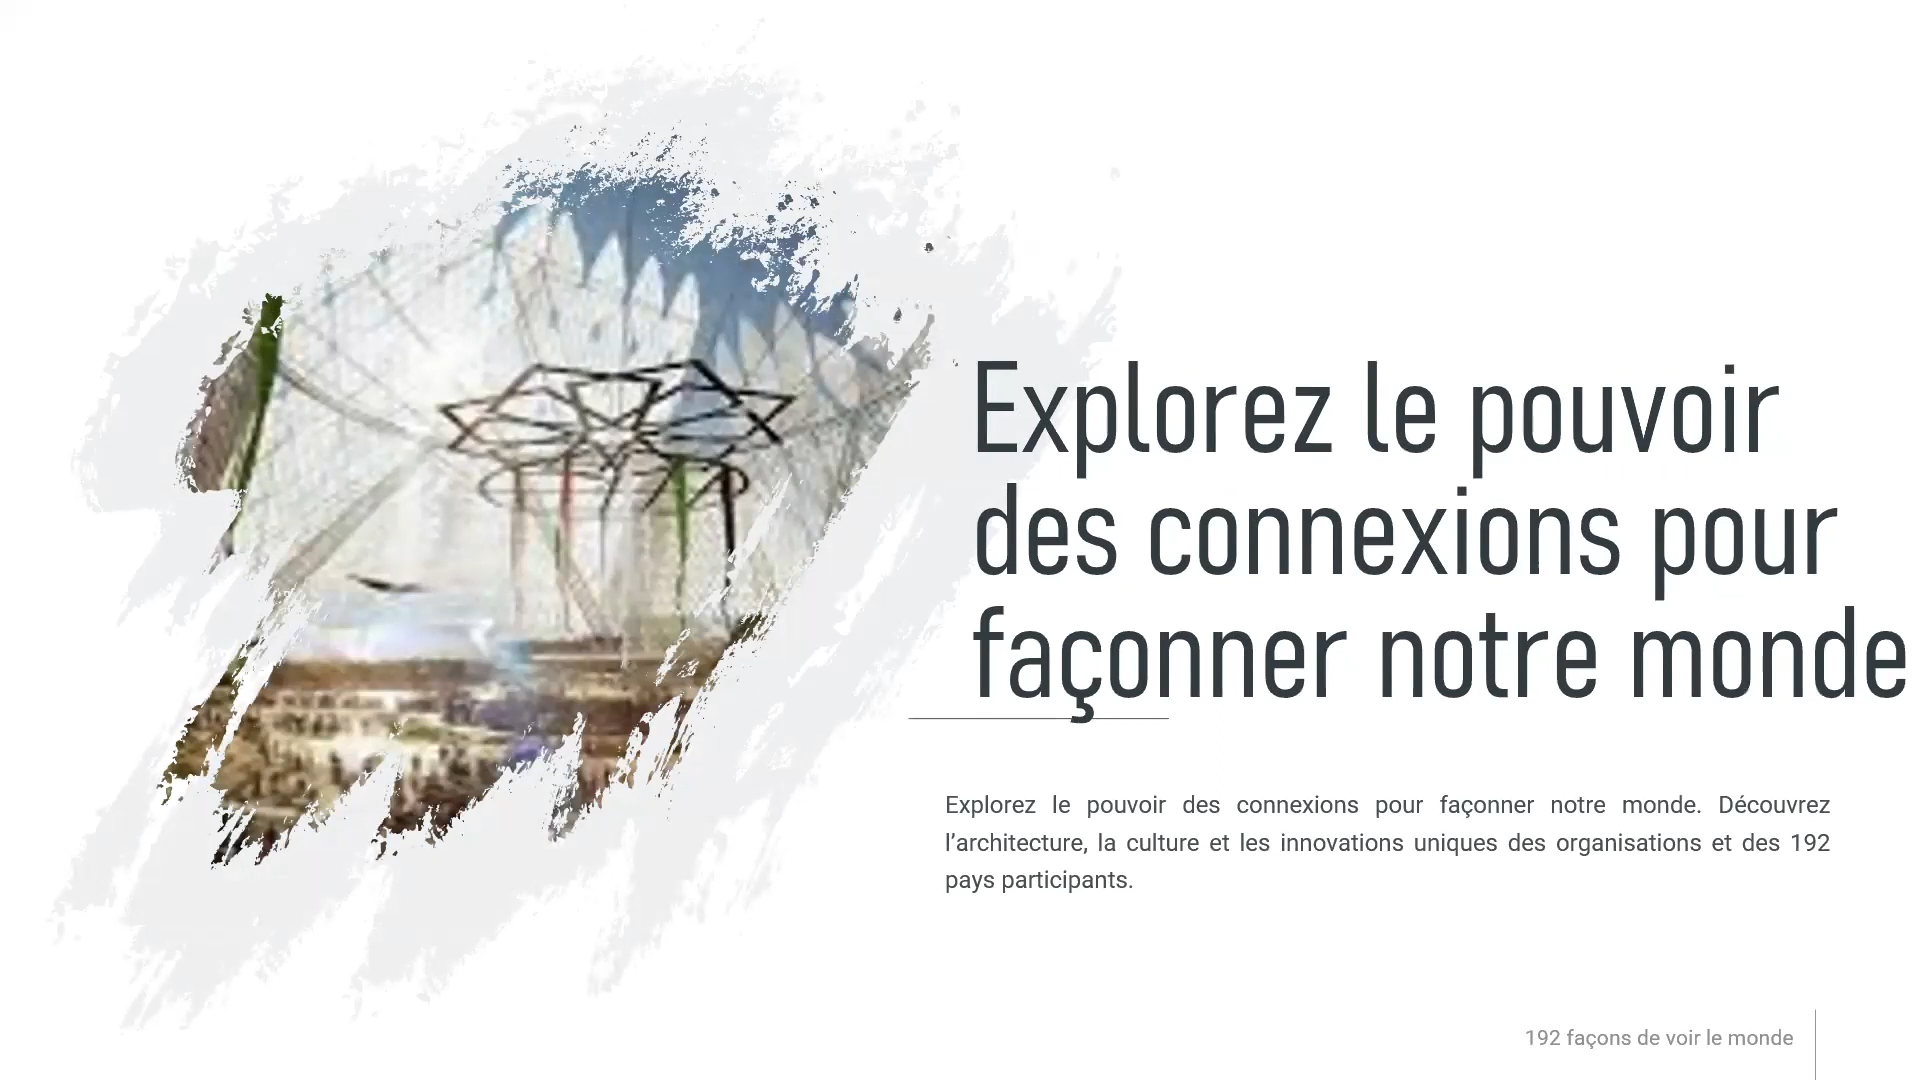 Explorez le pouvoir
des connexions pour
façonner notre monde
Explorez le pouvoir des connexions pour façonner notre monde. Découvrez
l’architecture, la culture et les innovations uniques des organisations et des 192
pays participants.
192 façons de voir le monde